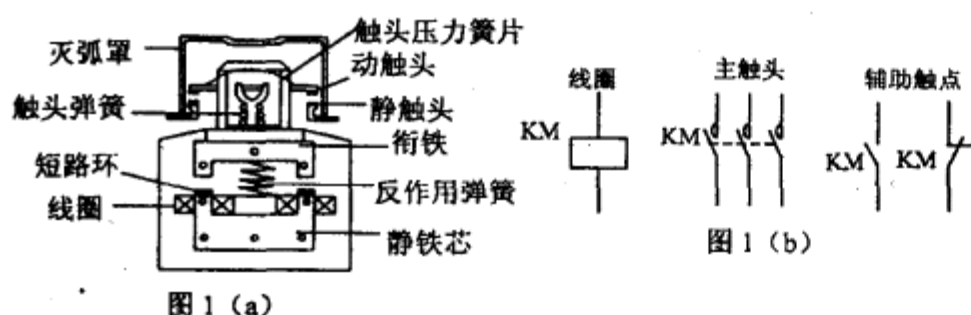 灭弧罩
触头弹簧
短路环
线圈
触头压力簧片
动触头
静触头
衔铁
反作用弹簧
静铁芯
图1（a）
线圈
KM
主触头
KM
辅助触点
KM
KM
图1（b）